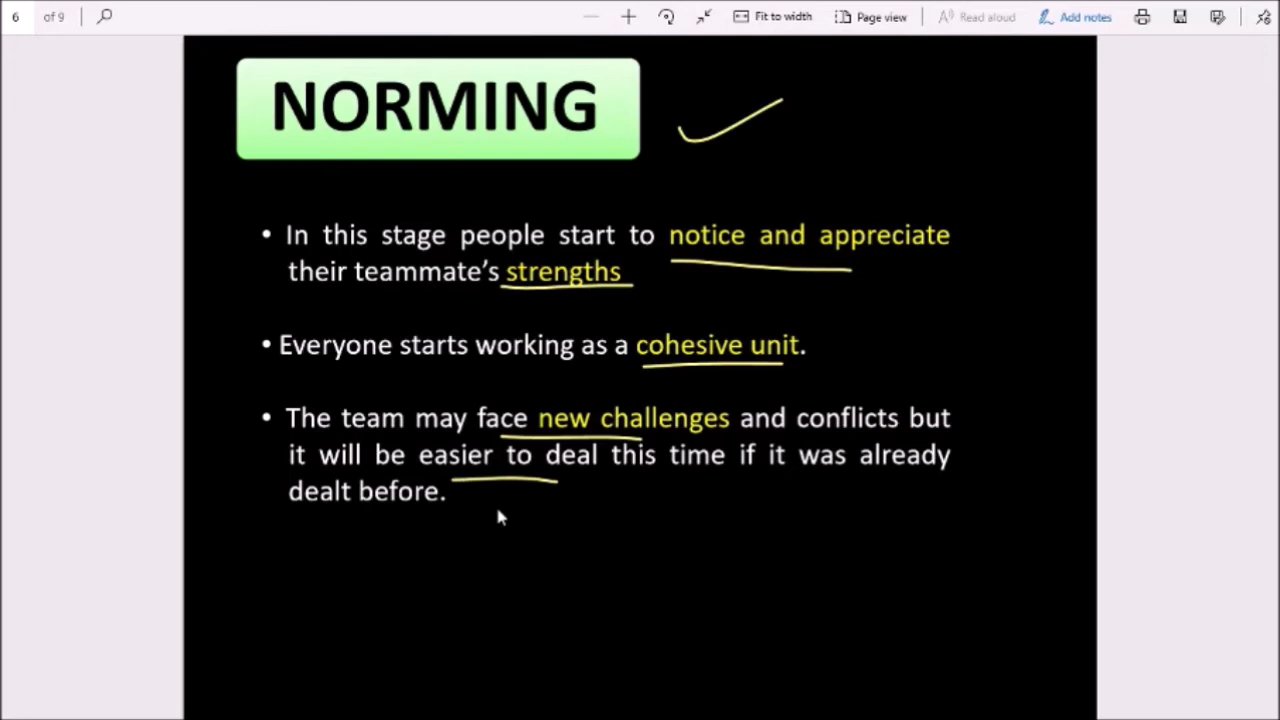 6 of 9 Fit to width Page view Read aloud Add notes
NORMING
• In this stage people start to notice and appreciate
their teammate's strengths
• Everyone starts working as a cohesive unit.
• The team may face new challenges and conflicts but
it will be easier to deal this time if it was already
dealt before.